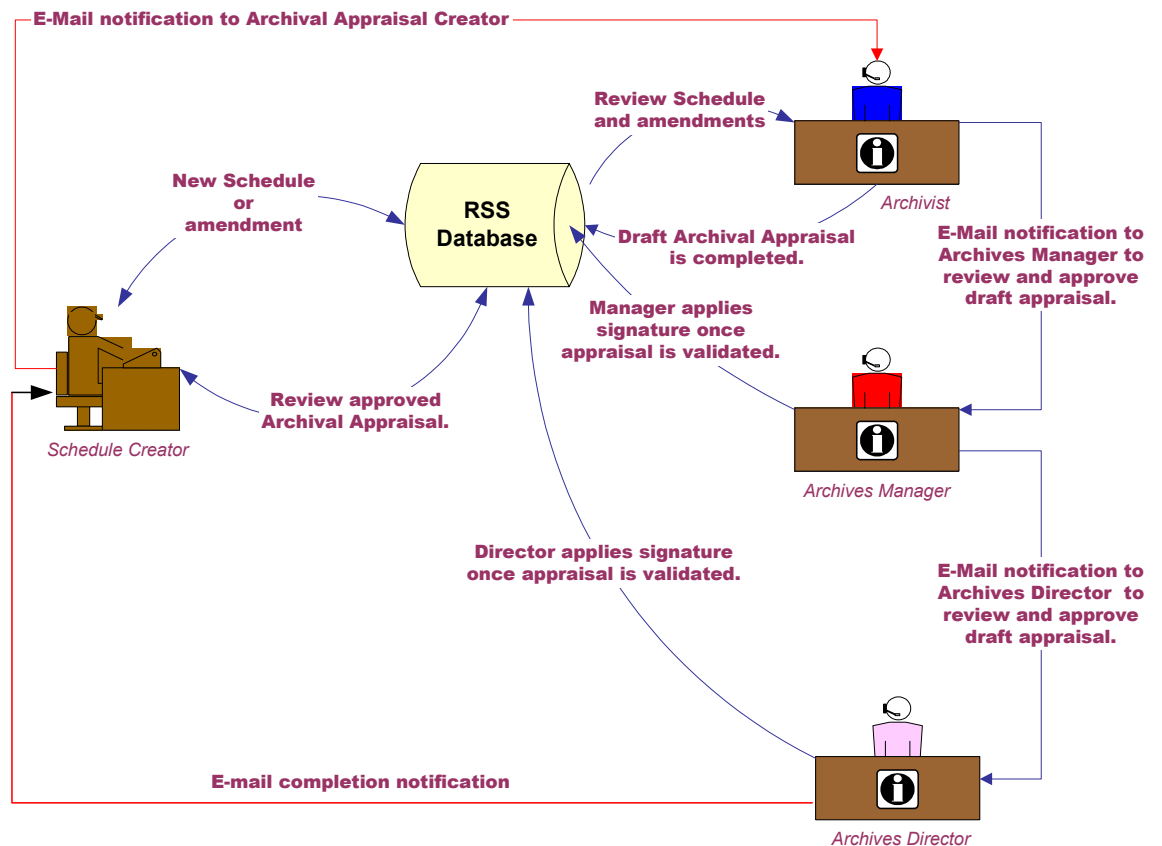 E-Mail notification to Archival Appraisal Creator
Review Schedule
and amendments
New Schedule
or
amendment
RSS
Database
Archivist
Draft Archival Appraisal
is completed.
E-Mail notification to
Archives Manager to
review and approve
draft appraisal.
Manager applies
signature once
appraisal is validated.
Review approved
Archival Appraisal.
Schedule Creator
Archives Manager
Director applies signature
once appraisal is validated.
E-Mail notification to
Archives Director to
review and approve
draft appraisal.
E-mail completion notification
Archives Director